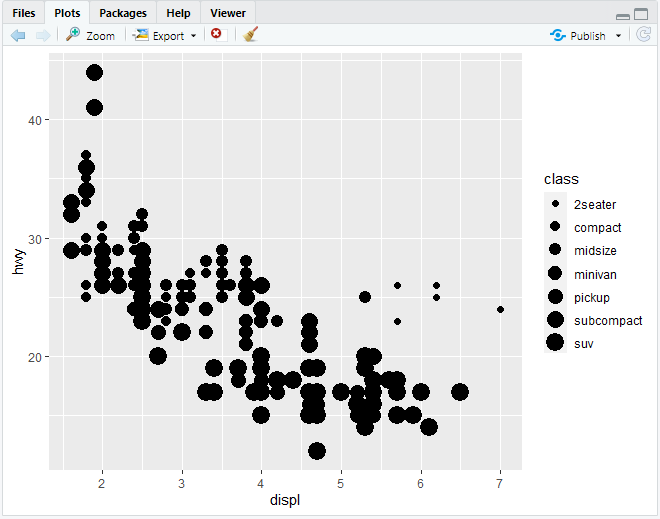 Files Plots Packages Help Viewer
Zoom Export Publish
hwy
40
30
20
2 3 4 5 6 7
displ
class
2seater
compact
midsize
minivan
pickup
subcompact
suv